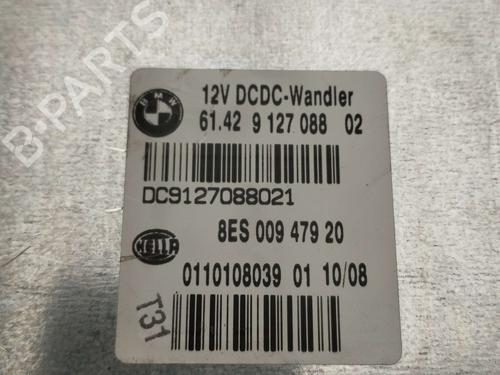 B-PARTS
BMW
12V DCDC-Wandler
61.42 9 127 088 02
DC9127088021
8ES 009 479 20
HELLA
0110108039 01 10/08
T31